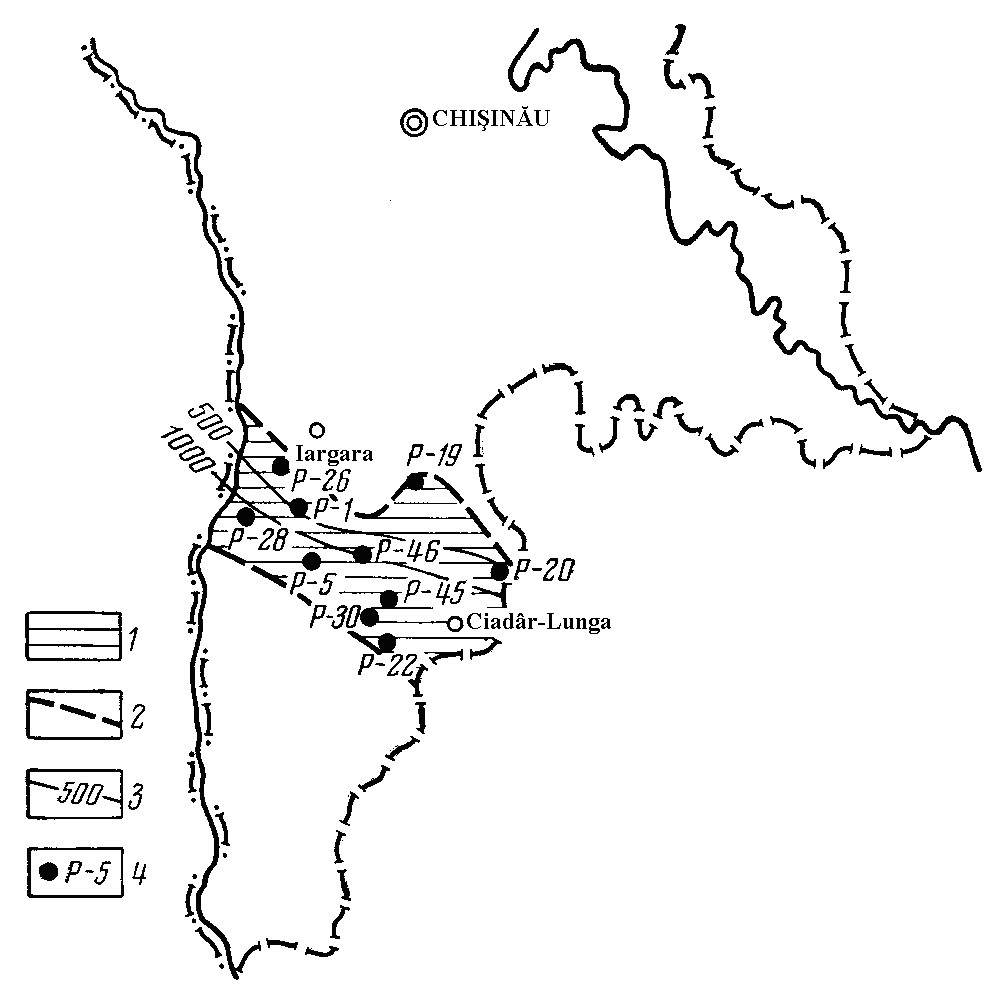 CHIŞINĂU
500
1000
Iargara
P-19
P-26
P-1
P-28
P-46
P-20
P-5
P-45
P-30
Ciadâr-Lunga
P-22
1
2
500 3
P-5 4